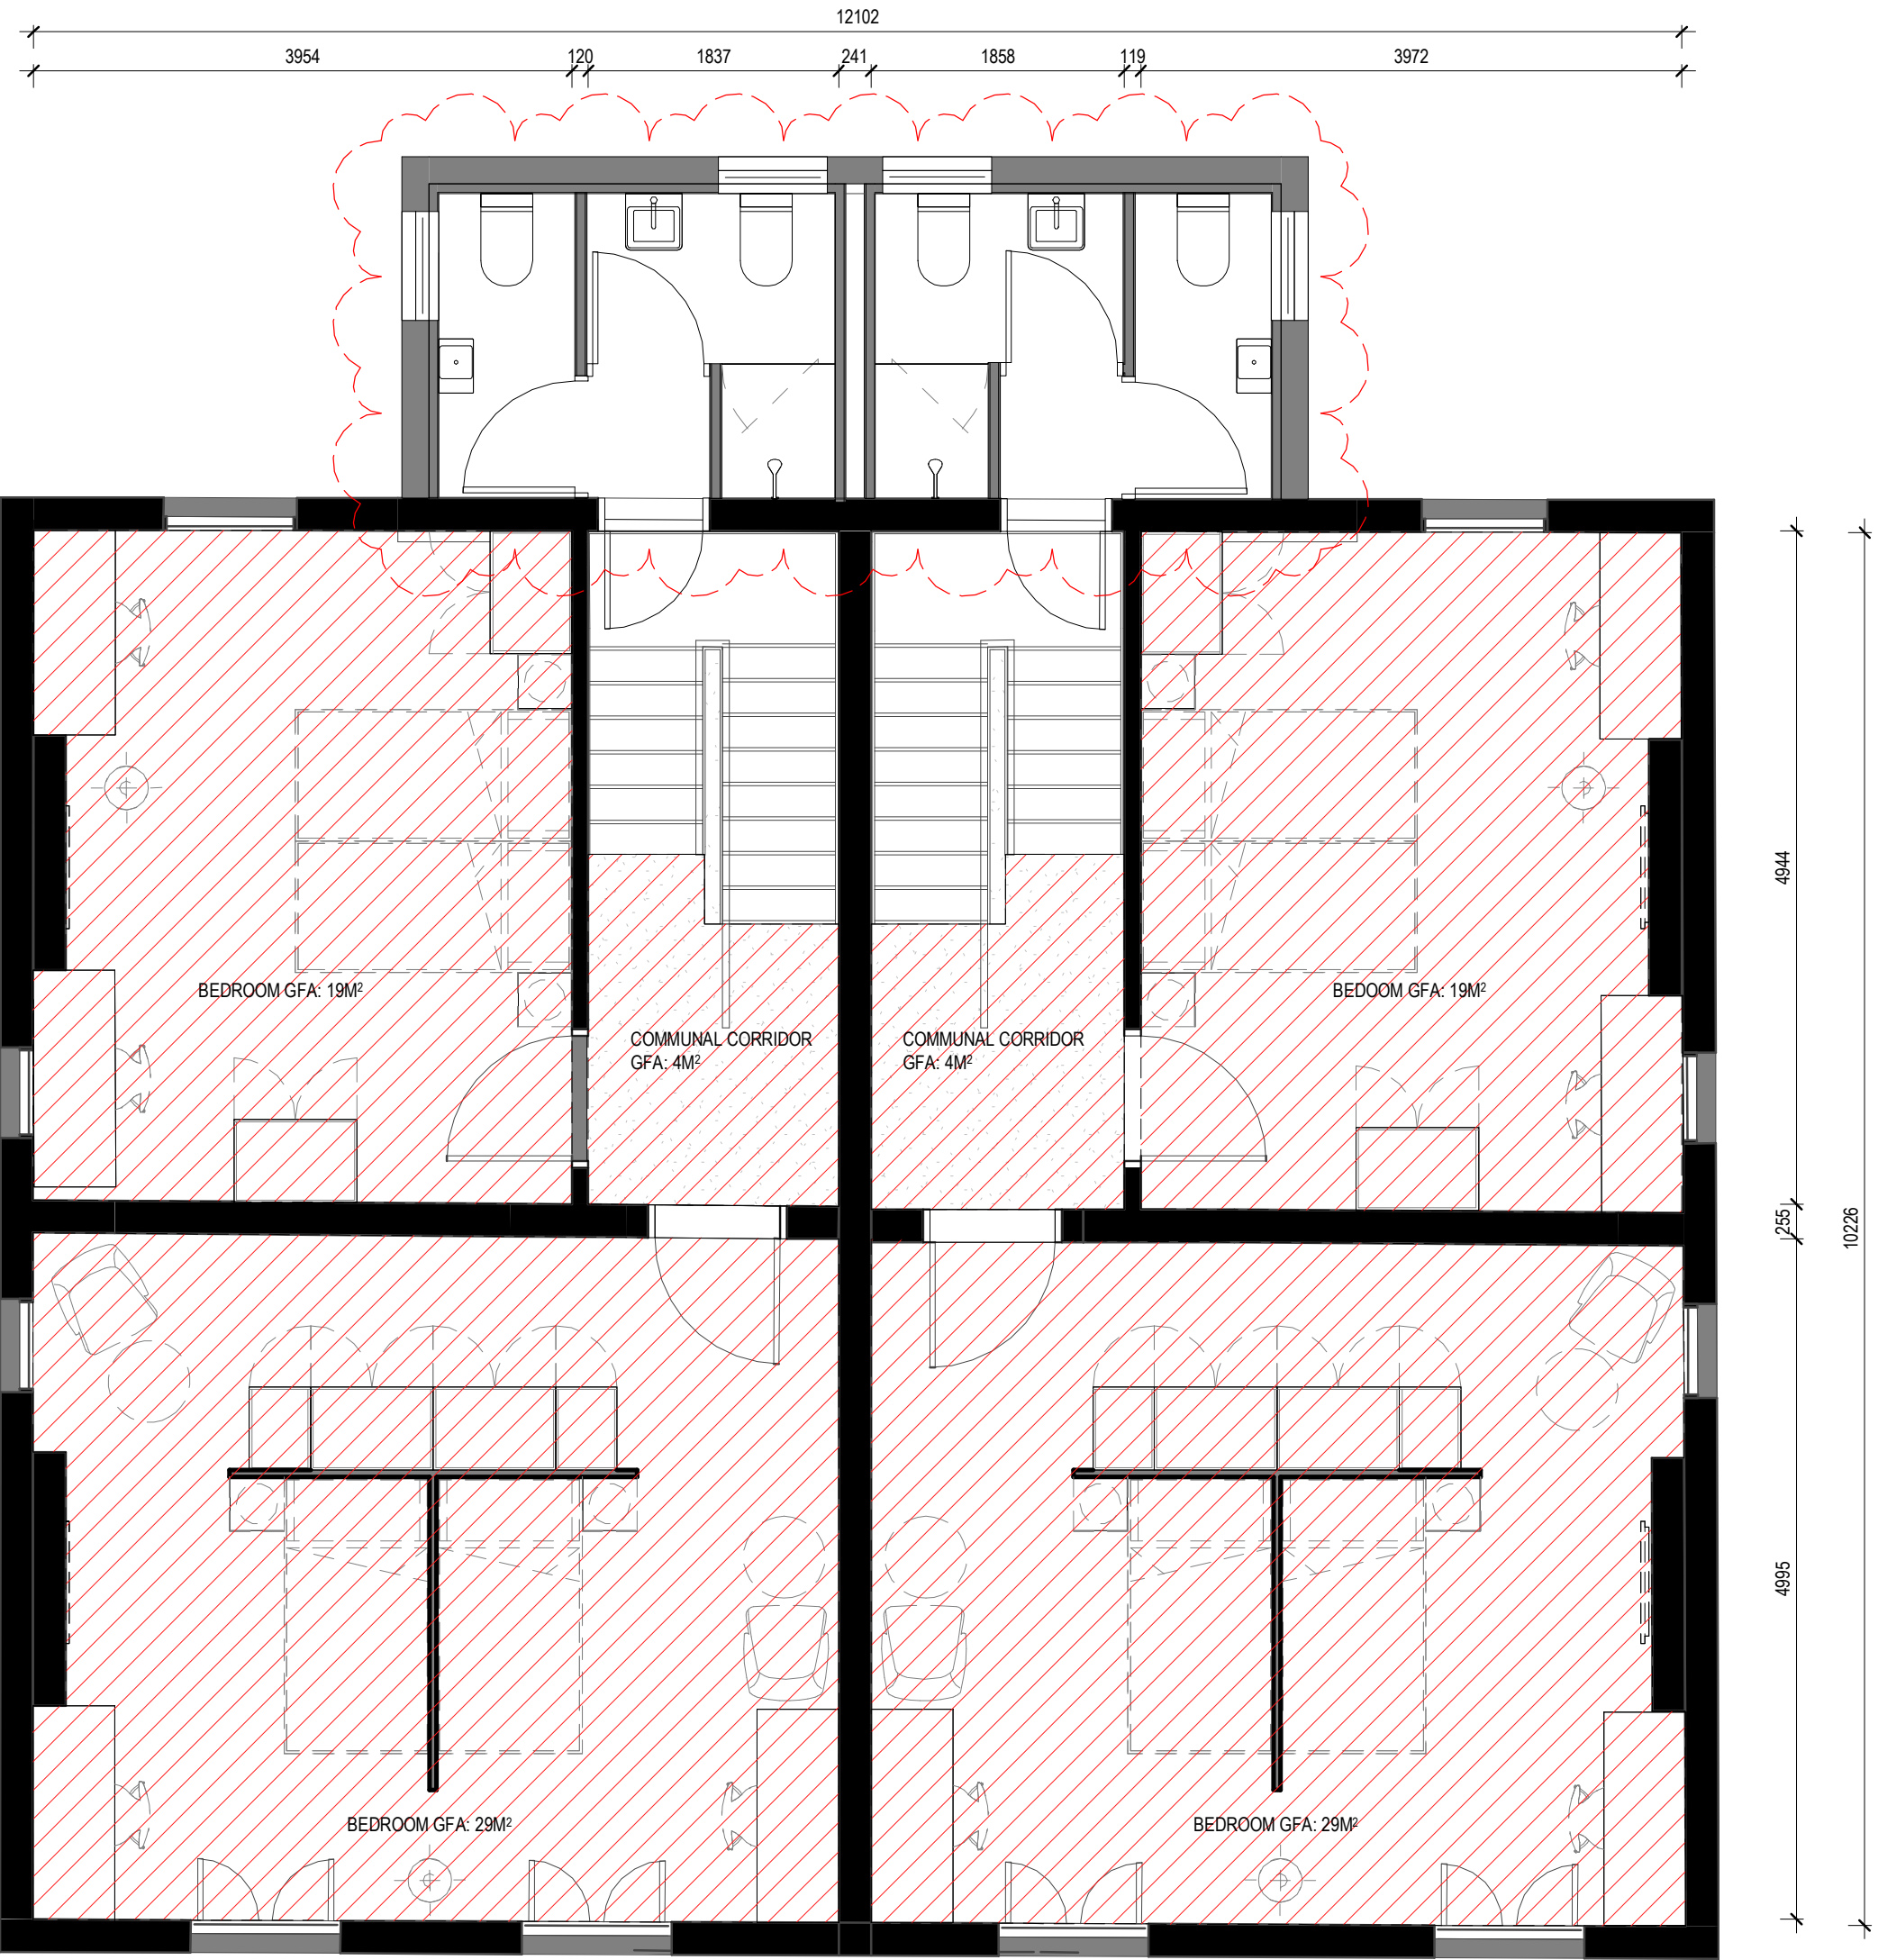 12102
3954 120 1837 241 1858 119 3972
4944
BEDROOM GFA: 19M²
BEDOOM GFA: 19M²
COMMUNAL CORRIDOR
GFA: 4M²
COMMUNAL CORRIDOR
GFA: 4M²
255
10226
4995
BEDROOM GFA: 29M²
BEDROOM GFA: 29M²